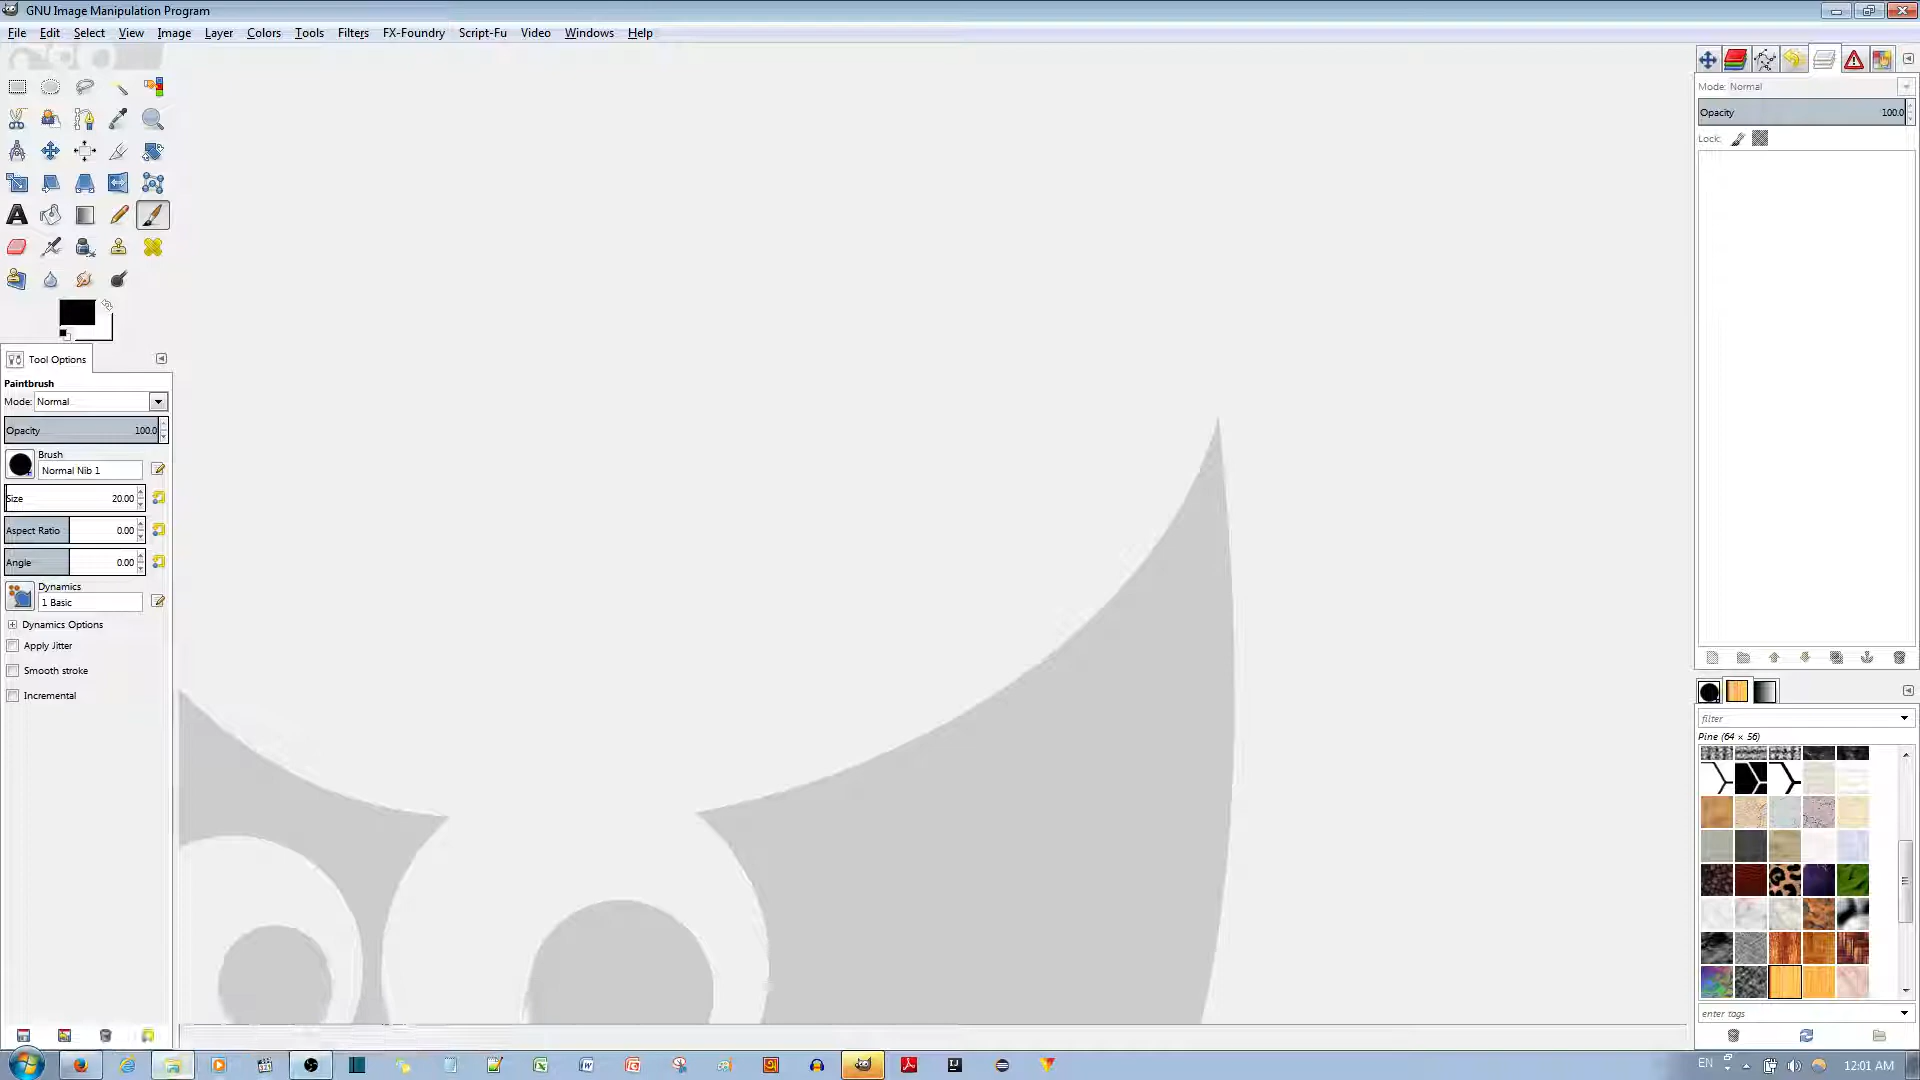 GNU Image Manipulation Program
File Edit Select View Image Layer Colors Tools Filters FX-Foundry Script-Fu Video Windows Help
Mode: Normal
Opacity 100.0
Lock:
Tool Options
Paintbrush
Mode: Normal
Opacity 100.0
Brush
Normal Nib 1
Size 20.00
Aspect Ratio 0.00
Angle 0.00
Dynamics
1 Basic
Dynamics Options
Apply Jitter
Smooth stroke
Incremental
filter
Pine (64 × 56)
enter tags
EN
12:01 AM